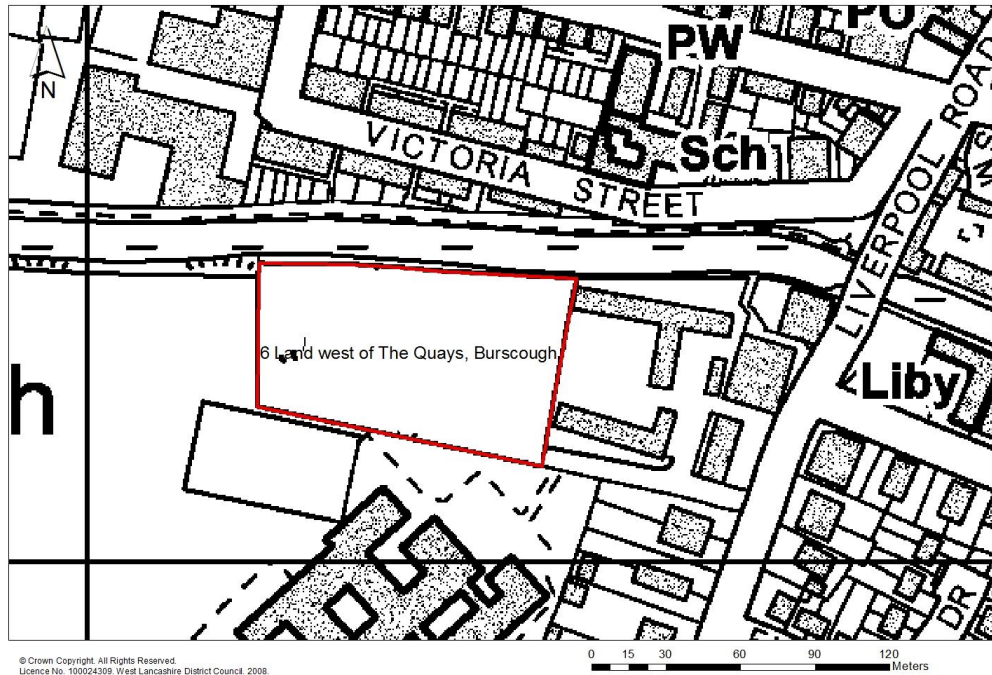 PO
PW
N
VICTORIA STREET
Sch
LIVERPOOL ROAD
6 Land west of The Quays, Burscough,
h
Liby
DR
© Crown Copyright. All Rights Reserved.
Licence No. 100024309. West Lancashire District Council. 2008.
0 15 30 60 90 120
Meters